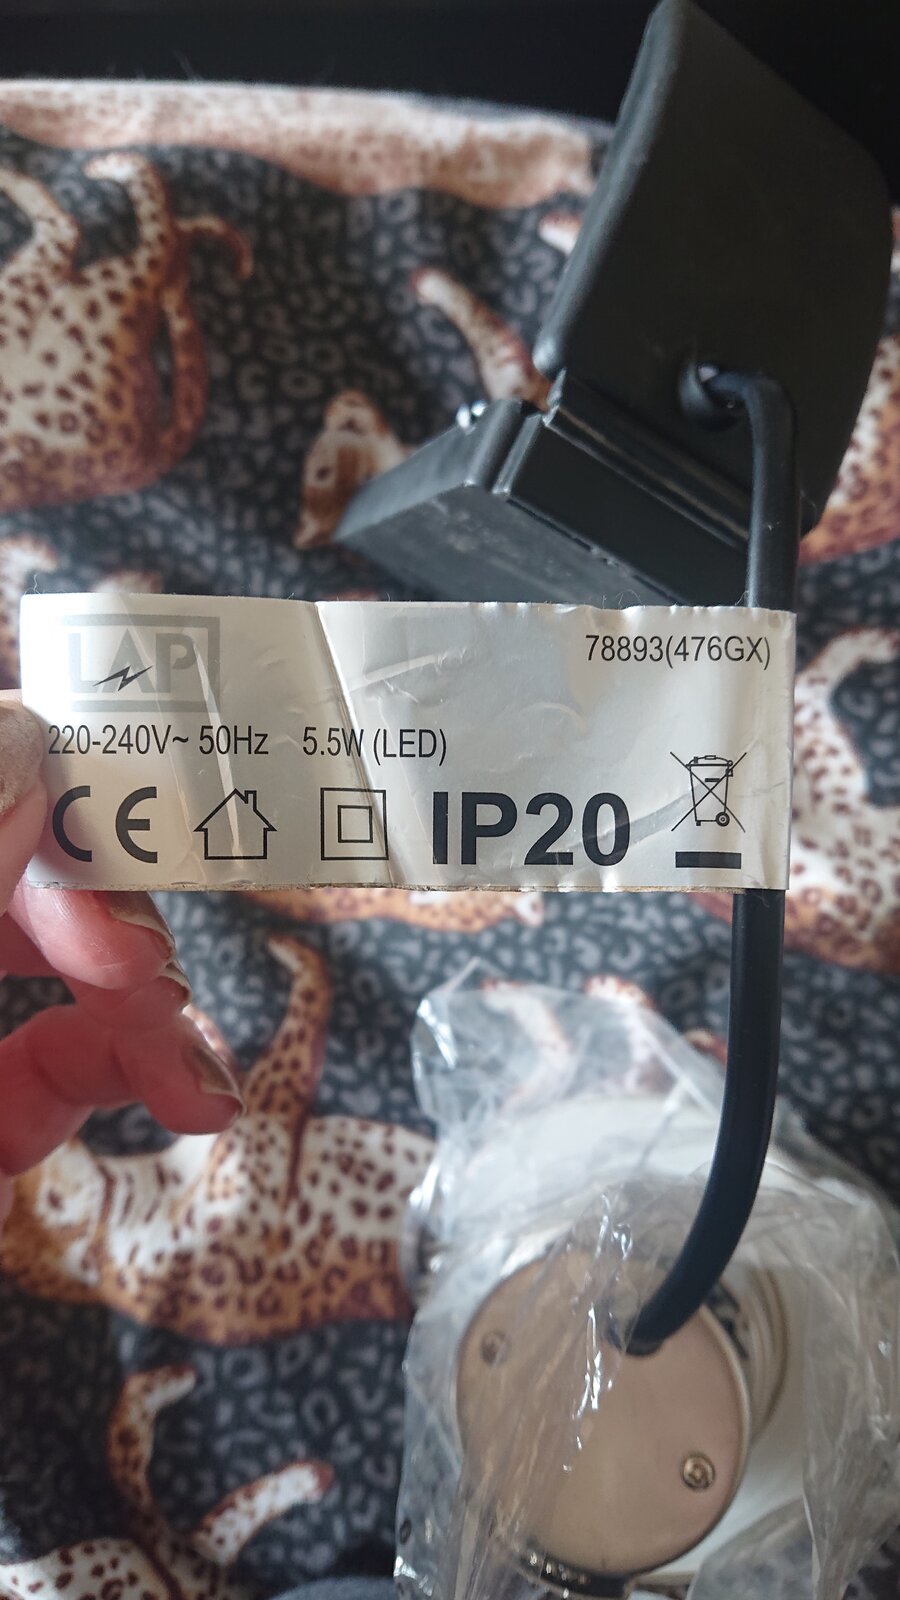 LAP
78893(476GX)
220-240V~ 50Hz 5.5W (LED)
CE IP20